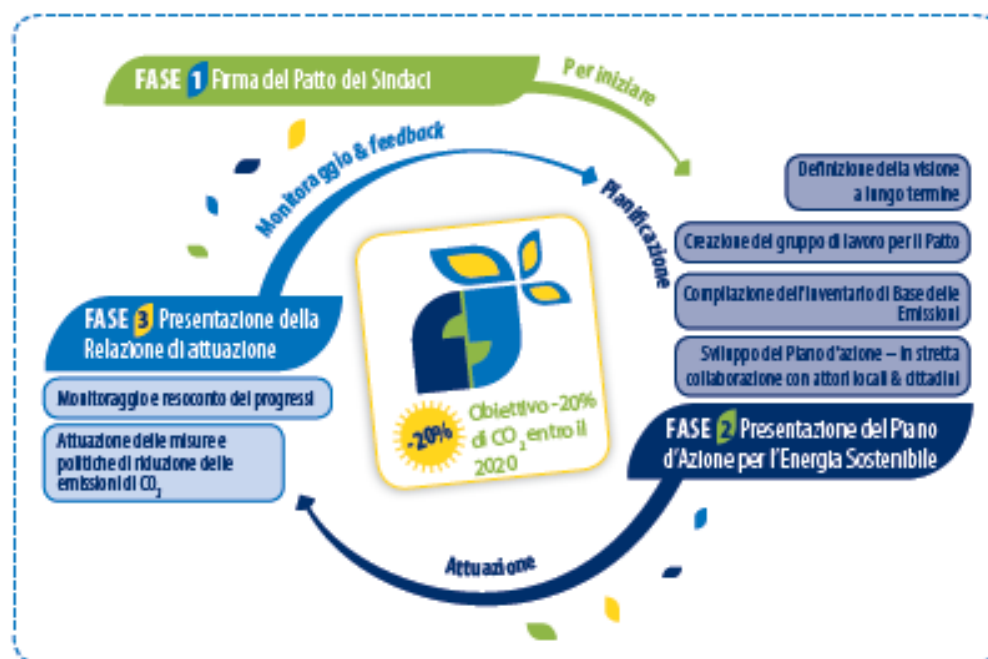 FASE 1 Firma del Patto dei Sindaci
Per iniziare
Monitoraggio & feedback
Pianificazione
Definizione della visione
a lungo termine
Creazione del gruppo di lavoro per il Patto
Compilazione dell'Inventario di Base delle
Emissioni
Sviluppo del Piano d'azione – in stretta
collaborazione con attori locali & cittadini
FASE 2 Presentazione del Piano
d'Azione per l'Energia Sostenibile
FASE 3 Presentazione della
Relazione di attuazione
Monitoraggio e resoconto dei progressi
Attuazione delle misure e
politiche di riduzione delle
emissioni di CO₂
-20%
Obiettivo -20%
di CO₂ entro il
2020
Attuazione